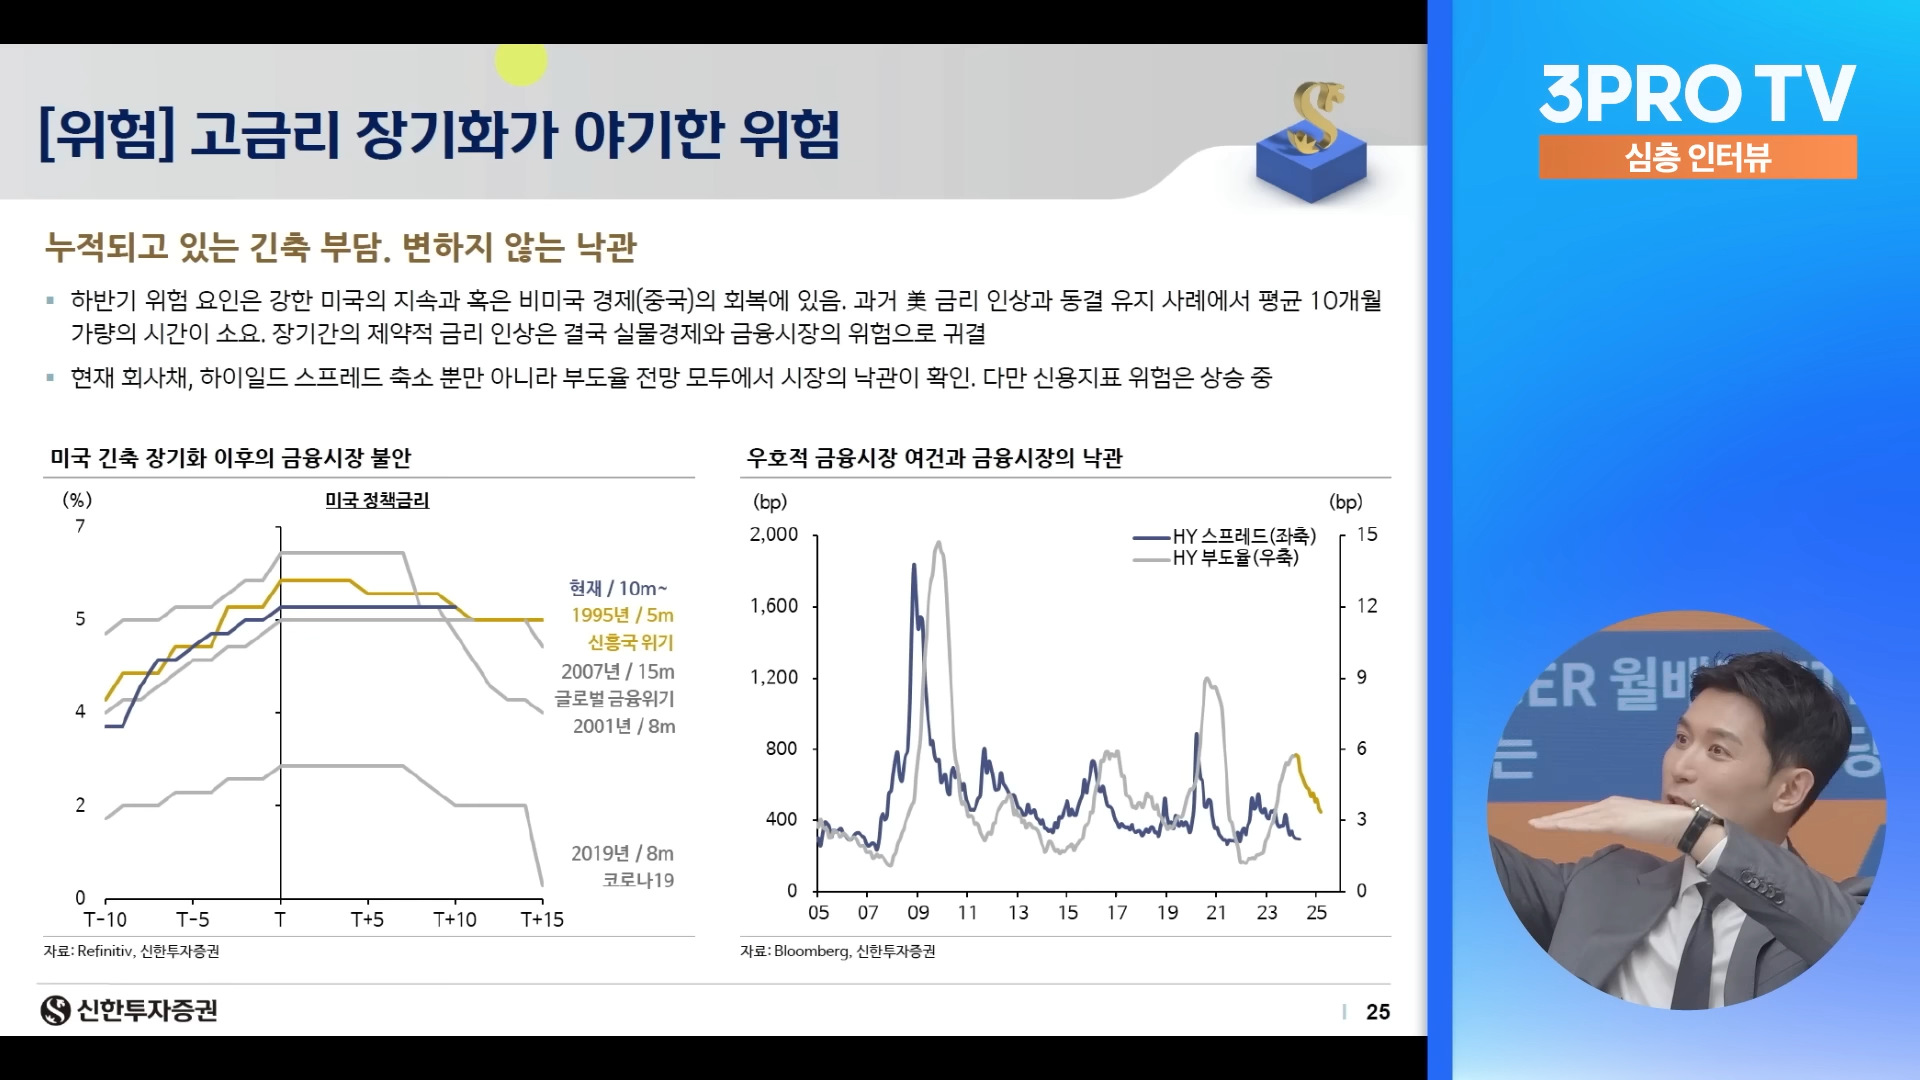 [위험] 고금리 장기화가 야기한 위험
누적되고 있는 긴축 부담. 변하지 않는 낙관
▪ 하반기 위험 요인은 강한 미국의 지속과 혹은 비미국 경제(중국)의 회복에 있음. 과거 美 금리 인상과 동결 유지 사례에서 평균 10개월
가량의 시간이 소요. 장기간의 제약적 금리 인상은 결국 실물경제와 금융시장의 위험으로 귀결
▪ 현재 회사채, 하이일드 스프레드 축소 뿐만 아니라 부도율 전망 모두에서 시장의 낙관이 확인. 다만 신용지표 위험은 상승 중
미국 긴축 장기화 이후의 금융시장 불안
(%)
미국 정책금리
7
5
4
2
0
T-10 T-5 T T+5 T+10 T+15
현재 / 10m~
1995년 / 5m
신흥국 위기
2007년 / 15m
글로벌 금융위기
2001년 / 8m
2019년 / 8m
코로나19
자료: Refinitiv, 신한투자증권
우호적 금융시장 여건과 금융시장의 낙관
(bp) (bp)
HY 스프레드(좌축)
HY 부도율(우축)
2,000 15
1,600 12
1,200 9
800 6
400 3
0 0
05 07 09 11 13 15 17 19 21 23 25
자료: Bloomberg, 신한투자증권
신한투자증권
25
3PRO TV
심층 인터뷰
ER 월배
는